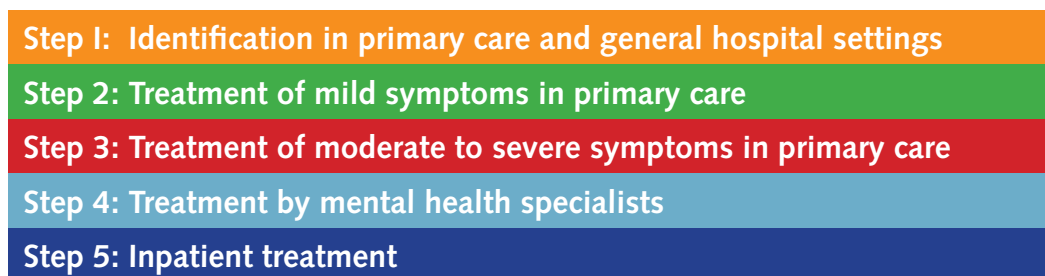 Step 1: Identification in primary care and general hospital settings
Step 2: Treatment of mild symptoms in primary care
Step 3: Treatment of moderate to severe symptoms in primary care
Step 4: Treatment by mental health specialists
Step 5: Inpatient treatment